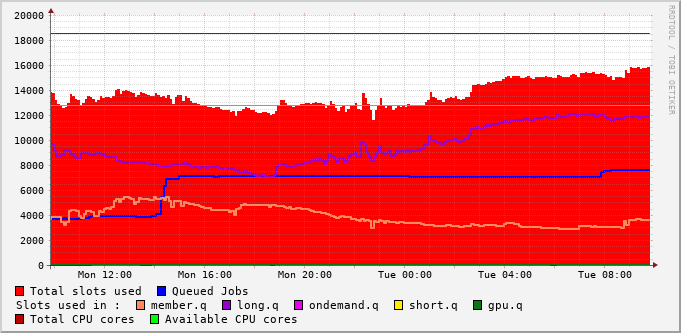 20000
18000
16000
14000
12000
10000
8000
6000
4000
2000
0
Mon 12:00 Mon 16:00 Mon 20:00 Tue 00:00 Tue 04:00 Tue 08:00
RRDTOOL / TOBI OETIKER
Total slots used Queued Jobs
Slots used in : member.q long.q ondemand.q short.q gpu.q
Total CPU cores Available CPU cores